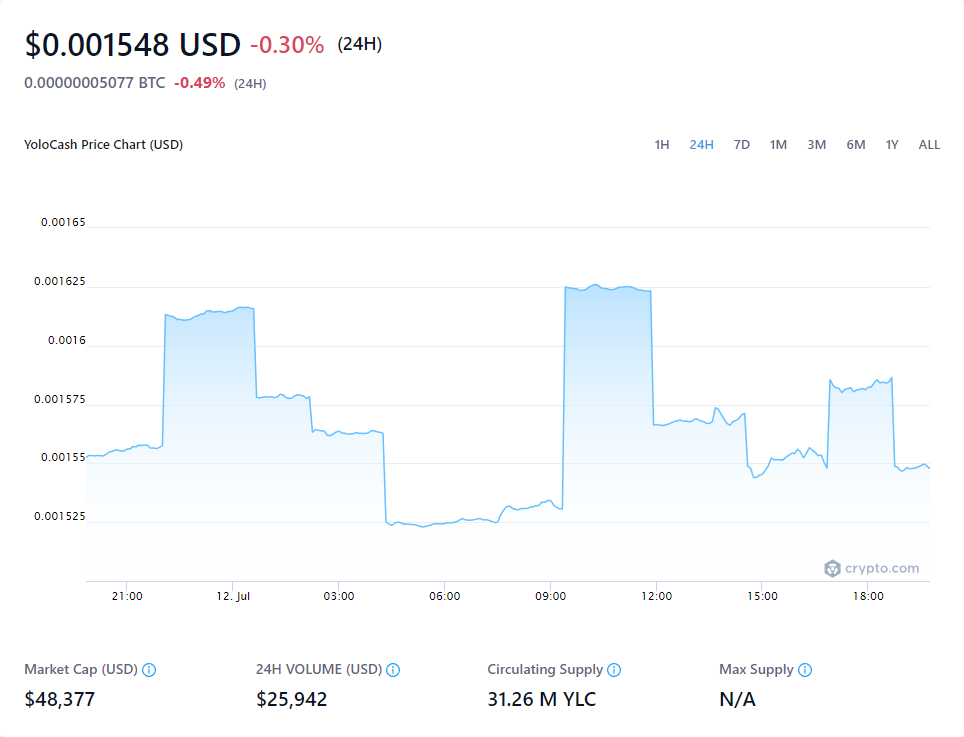 $0.001548 USD -0.30% (24H)
0.00000005077 BTC -0.49% (24H)
YoloCash Price Chart (USD) 1H 24H 7D 1M 3M 6M 1Y ALL
0.00165
0.001625
0.0016
0.001575
0.00155
0.001525
crypto.com
21:00 12. Jul 03:00 06:00 09:00 12:00 15:00 18:00
Market Cap (USD) 24H VOLUME (USD) Circulating Supply Max Supply
$48,377 $25,942 31.26 M YLC N/A